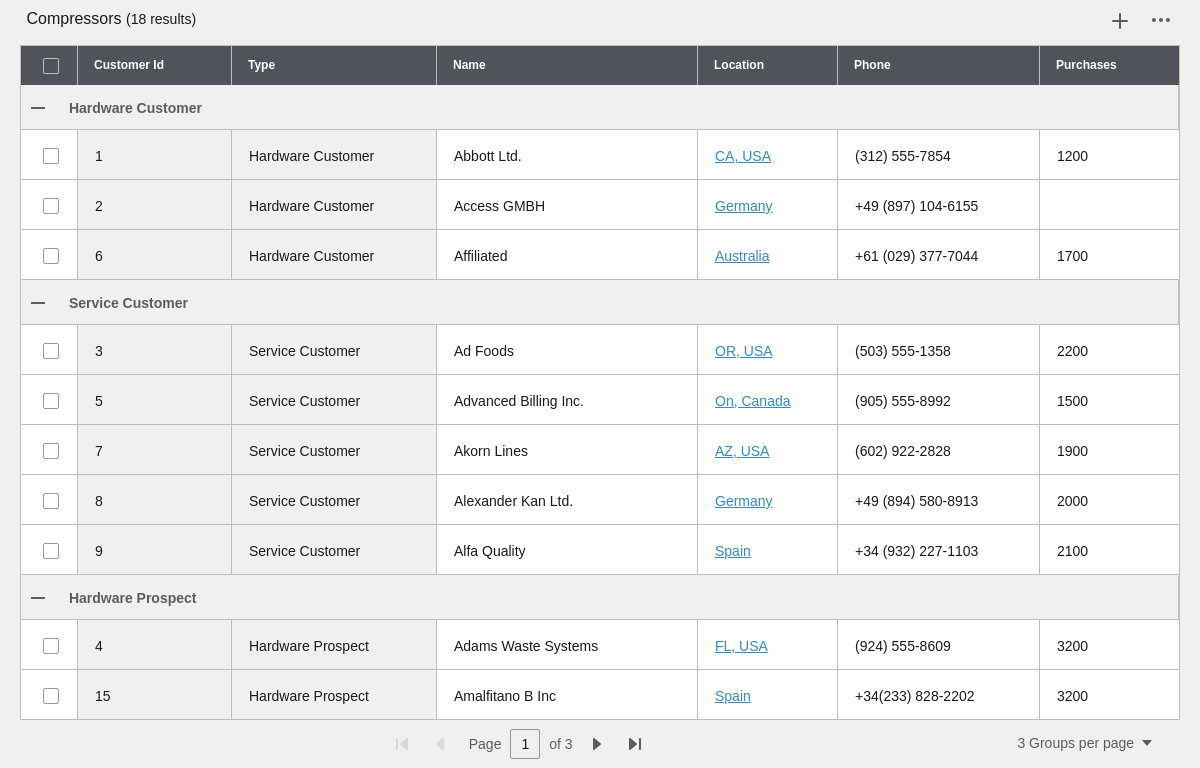 Compressors (18 results)
Customer Id Type Name Location Phone Purchases
Hardware Customer
1 Hardware Customer Abbott Ltd. CA, USA (312) 555-7854 1200
2 Hardware Customer Access GMBH Germany +49 (897) 104-6155
6 Hardware Customer Affiliated Australia +61 (029) 377-7044 1700
Service Customer
3 Service Customer Ad Foods OR, USA (503) 555-1358 2200
5 Service Customer Advanced Billing Inc. On, Canada (905) 555-8992 1500
7 Service Customer Akorn Lines AZ, USA (602) 922-2828 1900
8 Service Customer Alexander Kan Ltd. Germany +49 (894) 580-8913 2000
9 Service Customer Alfa Quality Spain +34 (932) 227-1103 2100
Hardware Prospect
4 Hardware Prospect Adams Waste Systems FL, USA (924) 555-8609 3200
15 Hardware Prospect Amalfitano B Inc Spain +34(233) 828-2202 3200
Page 1 of 3 3 Groups per page